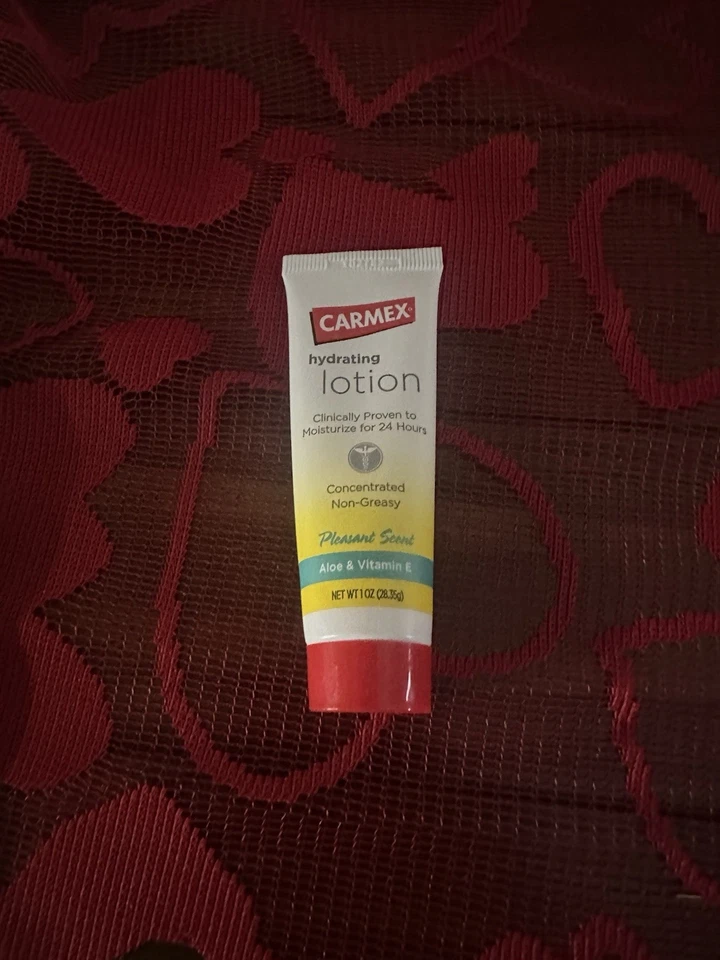 CARMEX
hydrating
lotion
Clinically Proven to
Moisturize for 24 Hours
Concentrated
Non-Greasy
Pleasant Scent
Aloe & Vitamin E
NET WT 1 OZ (28.35g)